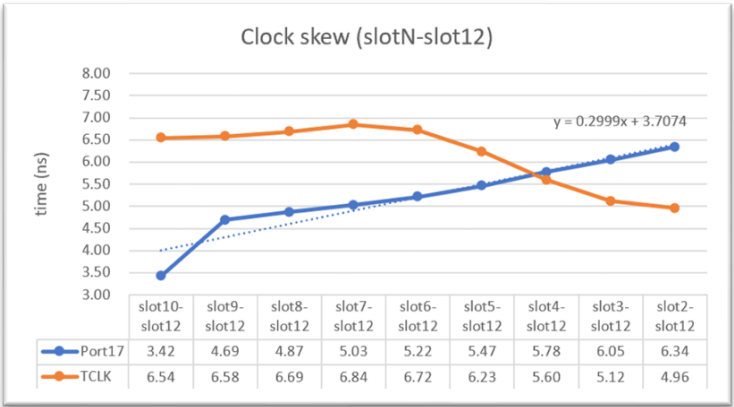 Clock skew (slotN-slot12)
8.00
7.50
7.00
6.50
6.00
5.50
5.00
4.50
4.00
3.50
3.00
time (ns)
y = 0.2999x + 3.7074
slot10- slot9- slot8- slot7- slot6- slot5- slot4- slot3- slot2-
slot12 slot12 slot12 slot12 slot12 slot12 slot12 slot12 slot12
Port17 3.42 4.69 4.87 5.03 5.22 5.47 5.78 6.05 6.34
TCLK 6.54 6.58 6.69 6.84 6.72 6.23 5.60 5.12 4.96